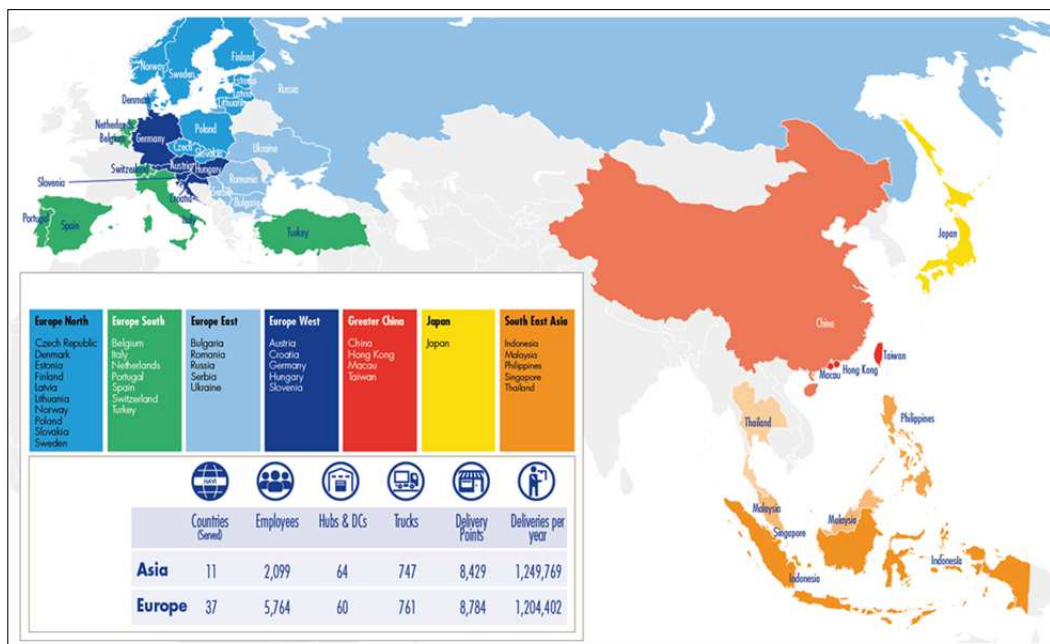 Finland
Norway
Sweden
Estonia
Russia
Latvia
Lithuania
Denmark
Netherlands
Belgium
Germany
Poland
Czech
Slovakia
Ukraine
Switzerland
Austria
Hungary
Slovenia
Romania
Croatia
Serbia
Bulgaria
Italy
Portugal
Spain
Turkey
Japan
China
Taiwan
Macau
Hong Kong
Thailand
Philippines
Malaysia
Malaysia
Singapore
Indonesia
Indonesia
Europe North
Czech Republic
Denmark
Estonia
Finland
Latvia
Lithuania
Norway
Poland
Slovakia
Sweden
Europe South
Belgium
Italy
Netherlands
Portugal
Spain
Switzerland
Turkey
Europe East
Bulgaria
Romania
Russia
Serbia
Ukraine
Europe West
Austria
Croatia
Germany
Hungary
Slovenia
Greater China
China
Hong Kong
Macau
Taiwan
Japan
Japan
South East Asia
Indonesia
Malaysia
Philippines
Singapore
Thailand
HAVI
Countries (Served) Employees Hubs & DCs Trucks Delivery Points Deliveries per year
Asia 11 2,099 64 747 8,429 1,249,769
Europe 37 5,764 60 761 8,784 1,204,402